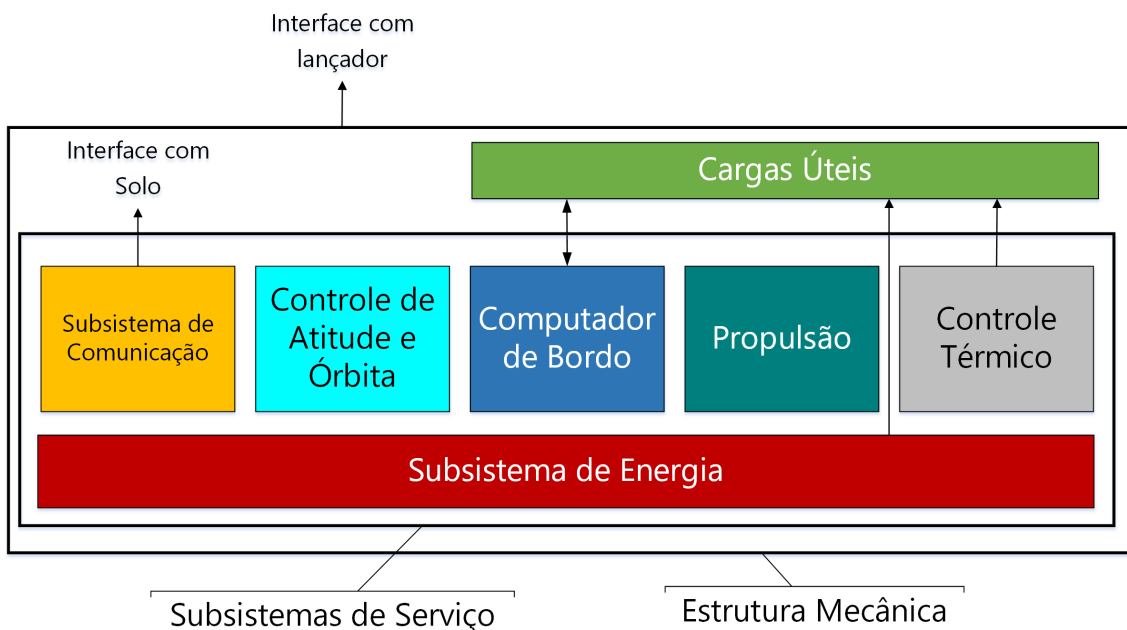 Interface com
lançador
Interface com
Solo
Cargas Úteis
Subsistema de
Comunicação
Controle de
Atitude e
Órbita
Computador
de Bordo
Propulsão
Controle
Térmico
Subsistema de Energia
Subsistemas de Serviço
Estrutura Mecânica